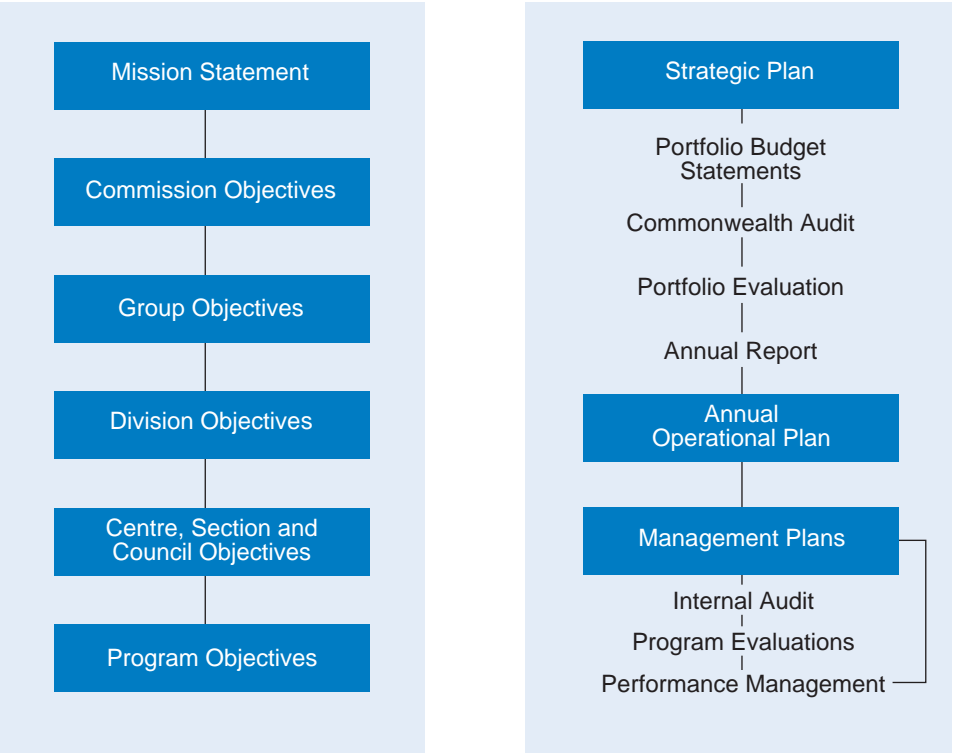 Mission Statement
Commission Objectives
Group Objectives
Division Objectives
Centre, Section and
Council Objectives
Program Objectives
Strategic Plan
Portfolio Budget
Statements
Commonwealth Audit
Portfolio Evaluation
Annual Report
Annual
Operational Plan
Management Plans
Internal Audit
Program Evaluations
Performance Management